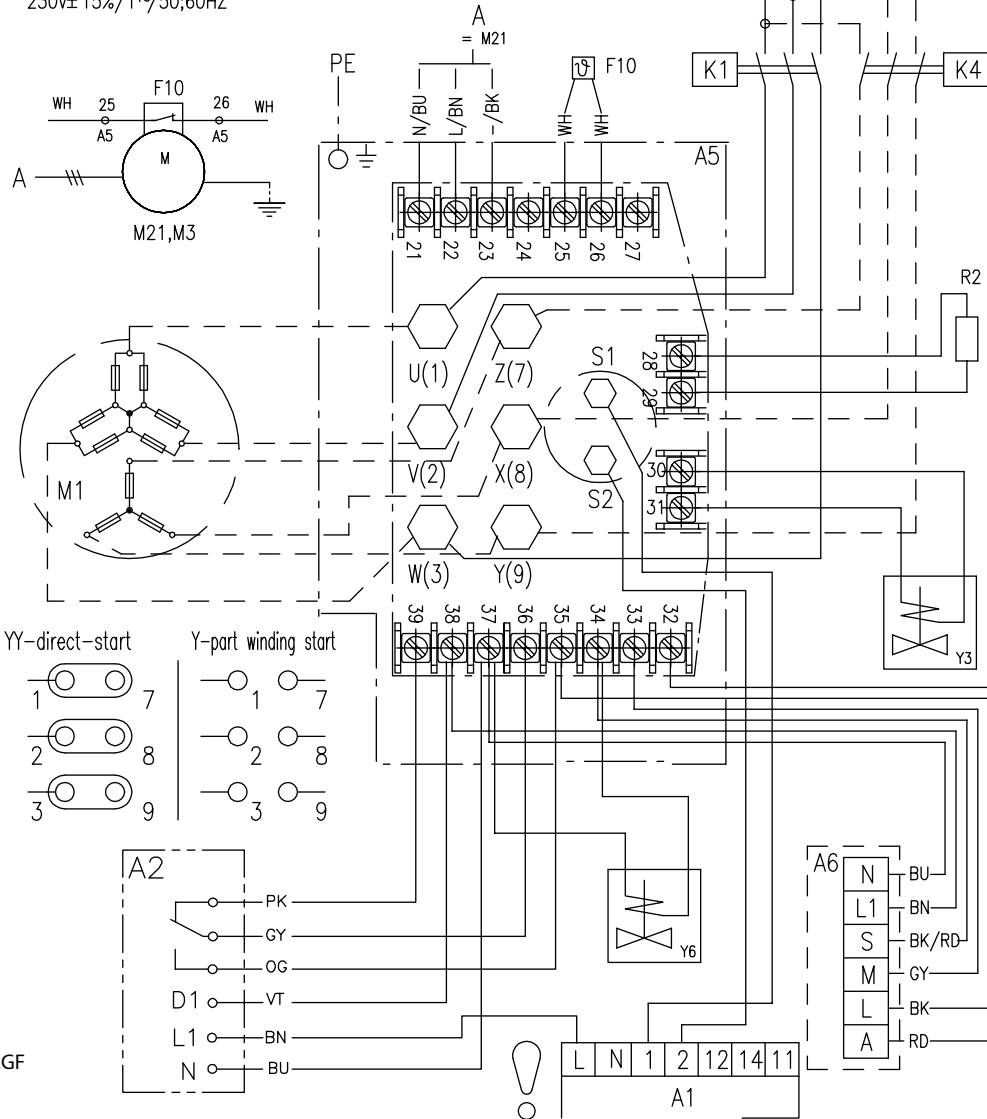 230V±15%/1~/50;60HZ
A
= M21
PE
N/BU
L/BN
-/BK
F10
WH
WH
K1
K4
F10
WH
25
26
WH
A5
A5
M
A
M21,M3
A5
21
22
23
24
25
26
27
R2
U(1)
Z(7)
S1
28
29
V(2)
X(8)
S2
30
31
M1
W(3)
Y(9)
Y3
39
38
37
36
35
34
33
32
YY-direct-start
Y-part winding start
1
7
1
7
2
8
2
8
3
9
3
9
A2
PK
GY
OG
D1
VT
L1
BN
N
BU
Y6
A6
N
BU
L1
BN
S
BK/RD
M
GY
L
BK
A
RD
GF
L
N
1
2
12
14
11
A1